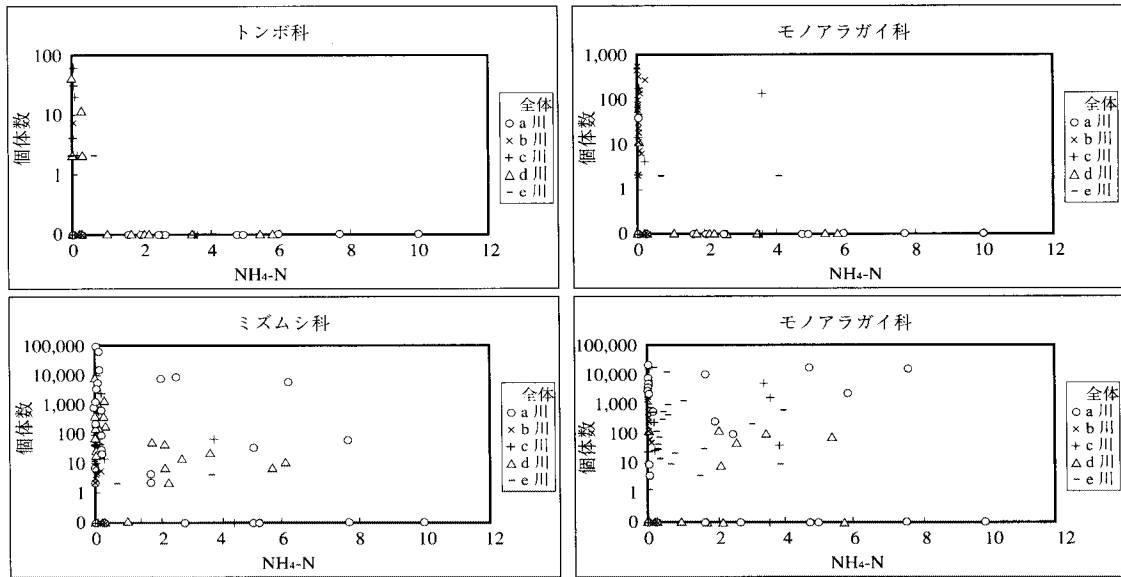 トンボ科
100
10
1
0
個体数
0 2 4 6 8 10 12
NH₄-N
全体
○ a 川
× b 川
+ c 川
△ d 川
− e 川
モノアラガイ科
1,000
100
10
1
0
個体数
0 2 4 6 8 10 12
NH₄-N
全体
○ a 川
× b 川
+ c 川
△ d 川
− e 川
ミズムシ科
100,000
10,000
1,000
100
10
1
0
個体数
0 2 4 6 8 10 12
NH₄-N
全体
○ a 川
× b 川
+ c 川
△ d 川
− e 川
モノアラガイ科
100,000
10,000
1,000
100
10
1
0
個体数
0 2 4 6 8 10 12
NH₄-N
全体
○ a 川
× b 川
+ c 川
△ d 川
− e 川